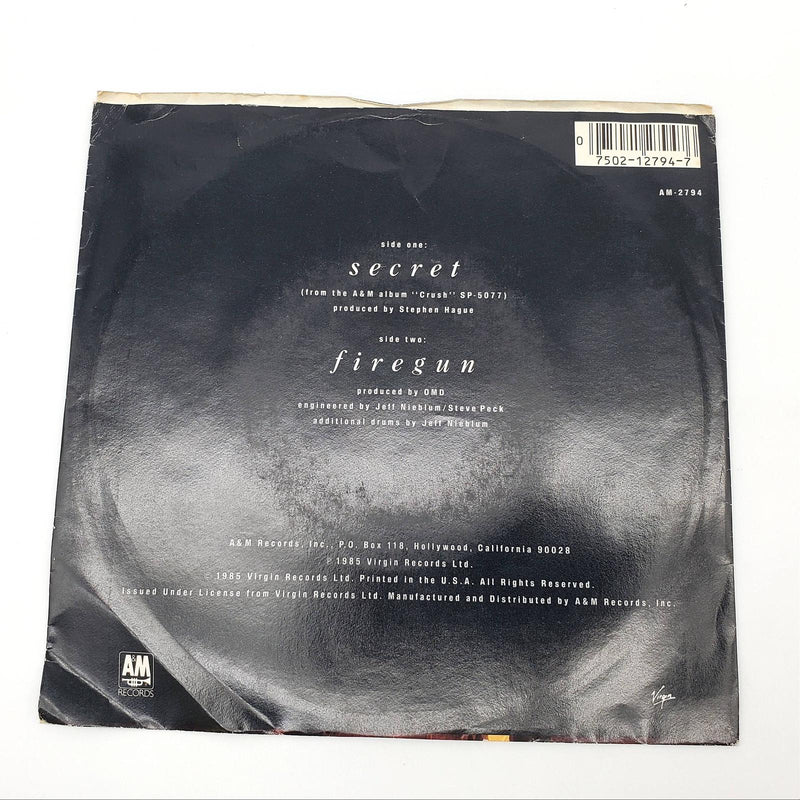 0 7502-12794-7
AM-2794
side one:
secret
(from the A&M album "Crush" SP-5077)
produced by Stephen Hague
side two:
firegun
produced by OMD
engineered by Jeff Nieblum/Steve Peck
additional drums by Jeff Nieblum
A&M Records, Inc., P.O. Box 118, Hollywood, California 90028
℗ 1985 Virgin Records Ltd.
© 1985 Virgin Records Ltd. Printed in the U.S.A. All Rights Reserved.
Issued Under License from Virgin Records Ltd. Manufactured and Distributed by A&M Records, Inc.
A&M
RECORDS
Virgin